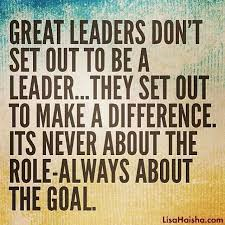 GREAT LEADERS DON'T
SET OUT TO BE A
LEADER...THEY SET OUT
TO MAKE A DIFFERENCE.
ITS NEVER ABOUT THE
ROLE-ALWAYS ABOUT
THE GOAL.
LisaHaisha.com